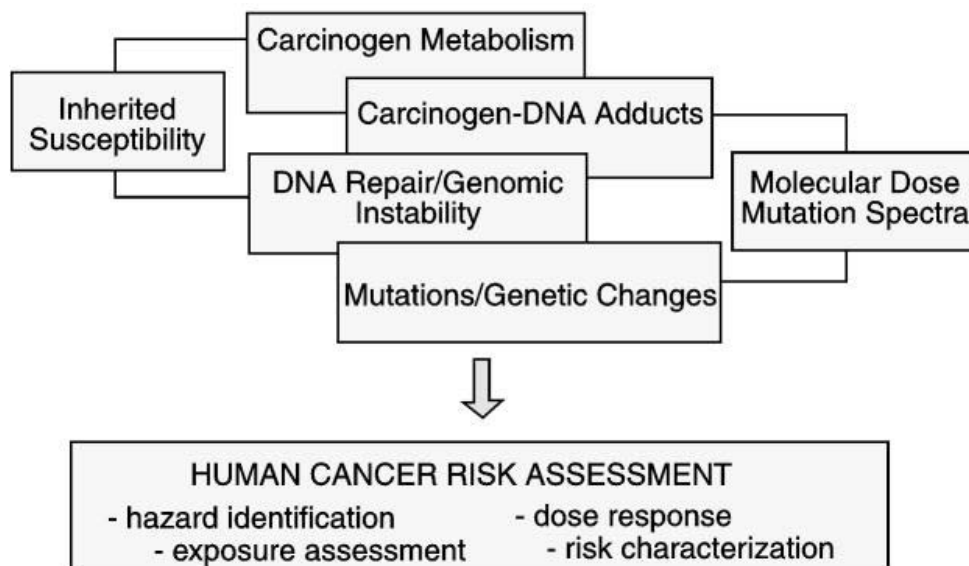 Carcinogen Metabolism
Inherited
Susceptibility
Carcinogen-DNA Adducts
DNA Repair/Genomic
Instability
Molecular Dose
Mutation Spectra
Mutations/Genetic Changes
HUMAN CANCER RISK ASSESSMENT
- hazard identification
- exposure assessment
- dose response
- risk characterization